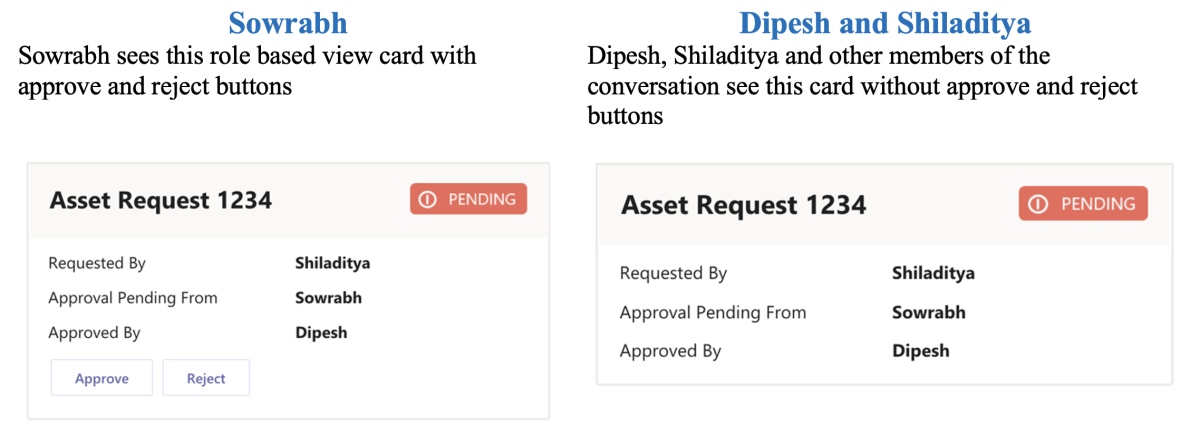 Sowrabh
Sowrabh sees this role based view card with
approve and reject buttons
Asset Request 1234
PENDING
Requested By Shiladitya
Approval Pending From Sowrabh
Approved By Dipesh
Approve Reject
Dipesh and Shiladitya
Dipesh, Shiladitya and other members of the
conversation see this card without approve and reject
buttons
Asset Request 1234
PENDING
Requested By Shiladitya
Approval Pending From Sowrabh
Approved By Dipesh